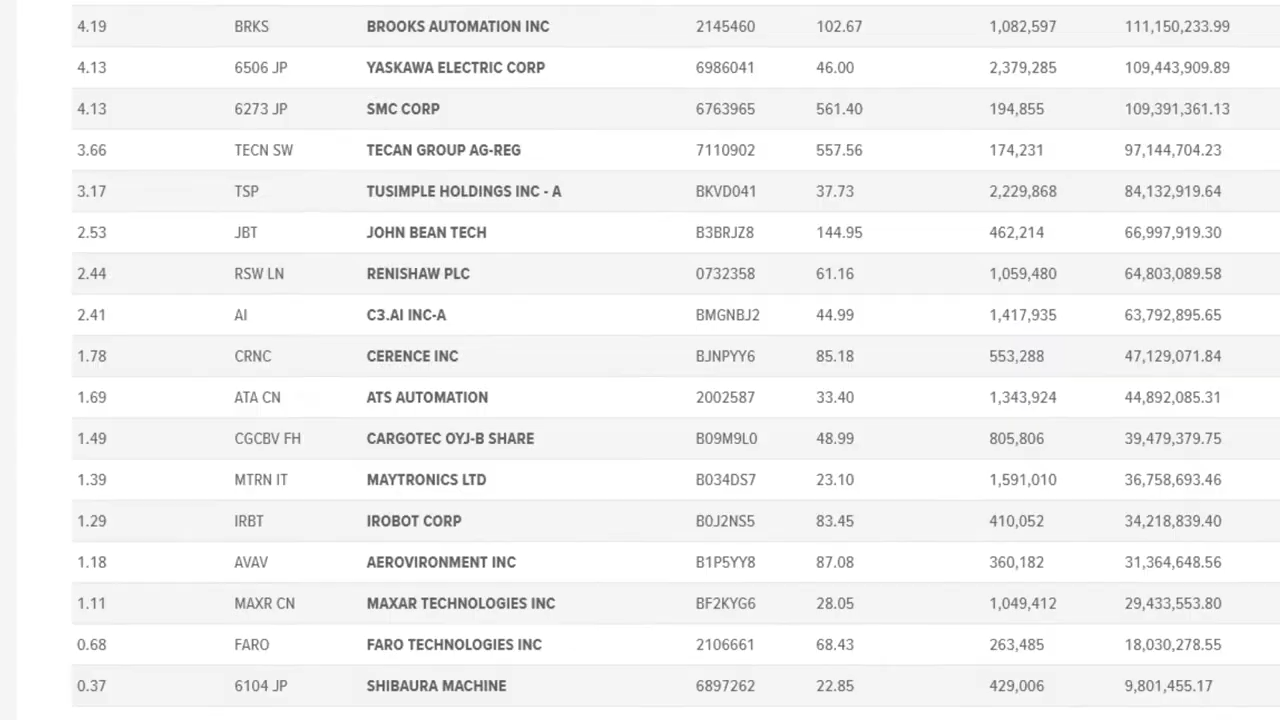 4.19 BRKS BROOKS AUTOMATION INC 2145460 102.67 1,082,597 111,150,233.99
4.13 6506 JP YASKAWA ELECTRIC CORP 6986041 46.00 2,379,285 109,443,909.89
4.13 6273 JP SMC CORP 6763965 561.40 194,855 109,391,361.13
3.66 TECN SW TECAN GROUP AG-REG 7110902 557.56 174,231 97,144,704.23
3.17 TSP TUSIMPLE HOLDINGS INC - A BKVD041 37.73 2,229,868 84,132,919.64
2.53 JBT JOHN BEAN TECH B3BRJZ8 144.95 462,214 66,997,919.30
2.44 RSW LN RENISHAW PLC 0732358 61.16 1,059,480 64,803,089.58
2.41 AI C3.AI INC-A BMGNBJ2 44.99 1,417,935 63,792,895.65
1.78 CRNC CERENCE INC BJNPYY6 85.18 553,288 47,129,071.84
1.69 ATA CN ATS AUTOMATION 2002587 33.40 1,343,924 44,892,085.31
1.49 CGCBV FH CARGOTEC OYJ-B SHARE B09M9L0 48.99 805,806 39,479,379.75
1.39 MTRN IT MAYTRONICS LTD B034DS7 23.10 1,591,010 36,758,693.46
1.29 IRBT IROBOT CORP B0J2NS5 83.45 410,052 34,218,839.40
1.18 AVAV AEROVIRONMENT INC B1P5YY8 87.08 360,182 31,364,648.56
1.11 MAXR CN MAXAR TECHNOLOGIES INC BF2KYG6 28.05 1,049,412 29,433,553.80
0.68 FARO FARO TECHNOLOGIES INC 2106661 68.43 263,485 18,030,278.55
0.37 6104 JP SHIBAURA MACHINE 6897262 22.85 429,006 9,801,455.17